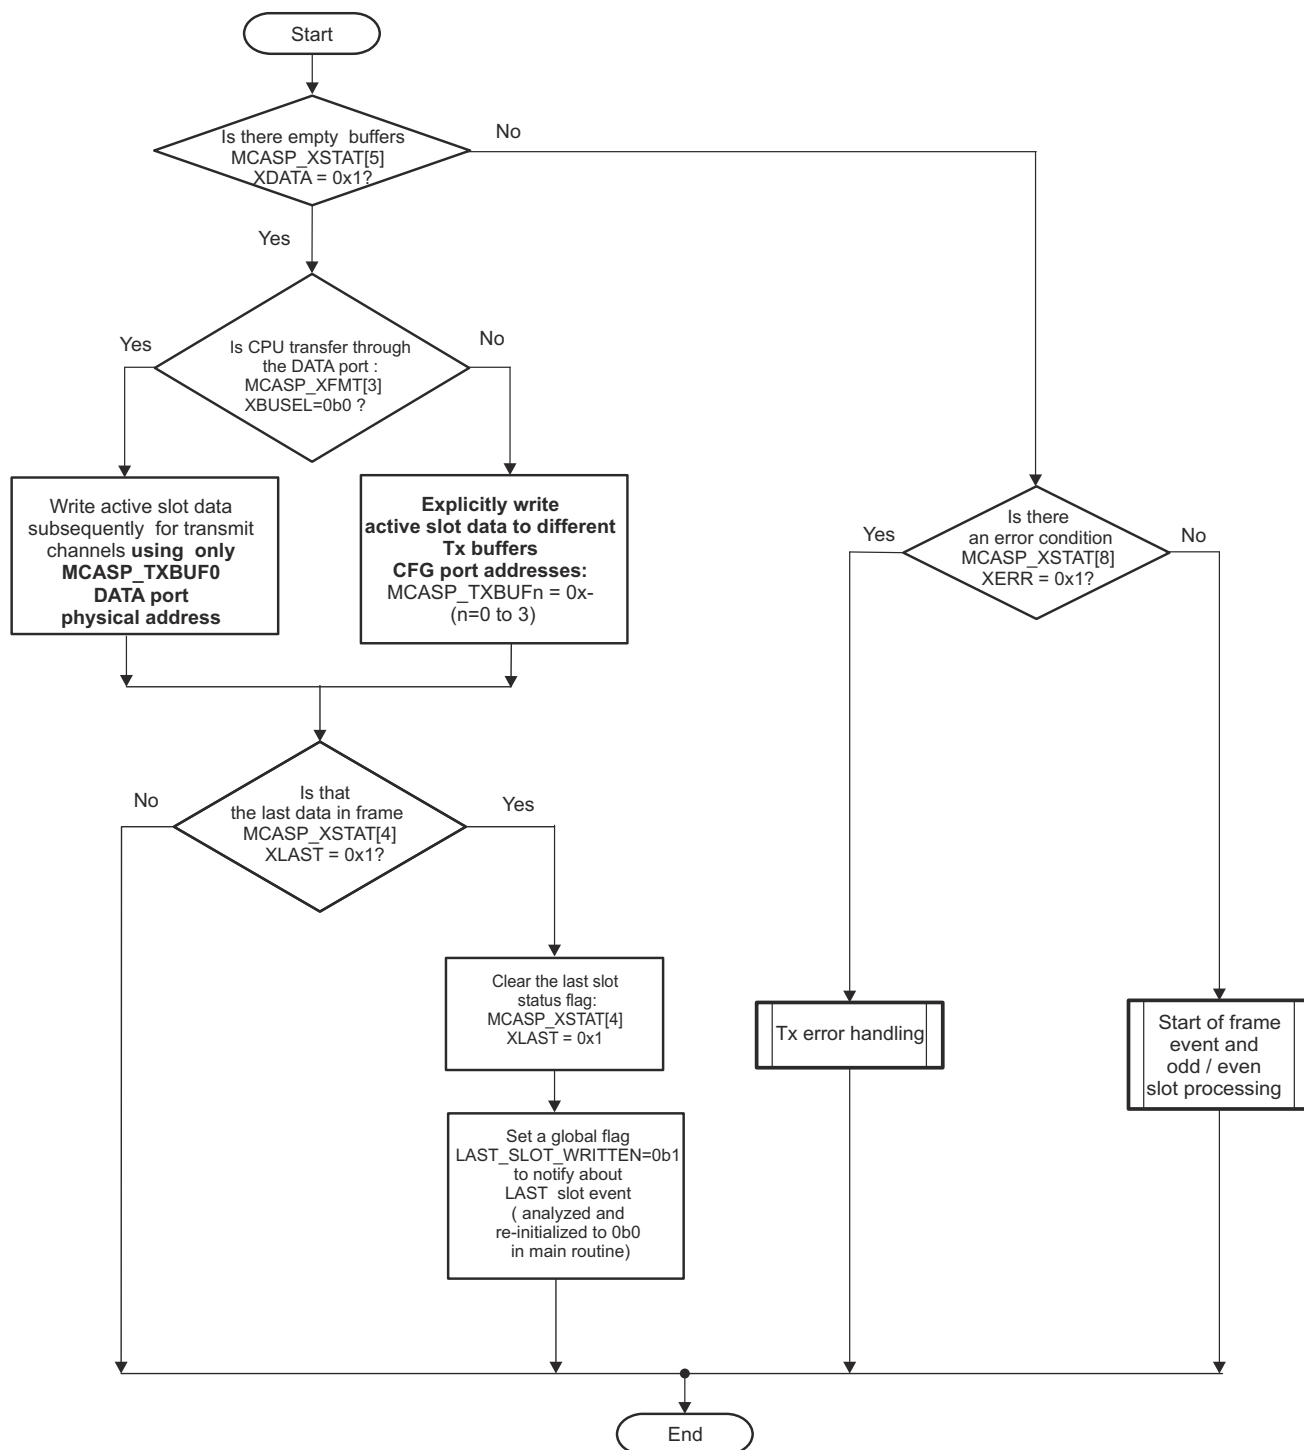 Start
Is there empty buffers
MCASP_XSTAT[5]
XDATA = 0x1?
No
Yes
Is CPU transfer through
the DATA port :
MCASP_XFMT[3]
XBUSEL=0b0 ?
Yes
No
Write active slot data
subsequently for transmit
channels using only
MCASP_TXBUF0
DATA port
physical address
Explicitly write
active slot data to different
Tx buffers
CFG port addresses:
MCASP_TXBUFn = 0x-
(n=0 to 3)
Is there
an error condition
MCASP_XSTAT[8]
XERR = 0x1?
Yes
No
Is that
the last data in frame
MCASP_XSTAT[4]
XLAST = 0x1?
No
Yes
Clear the last slot
status flag:
MCASP_XSTAT[4]
XLAST = 0x1
Tx error handling
Start of frame
event and
odd / even
slot processing
Set a global flag
LAST_SLOT_WRITTEN=0b1
to notify about
LAST slot event
( analyzed and
re-initialized to 0b0
in main routine)
End